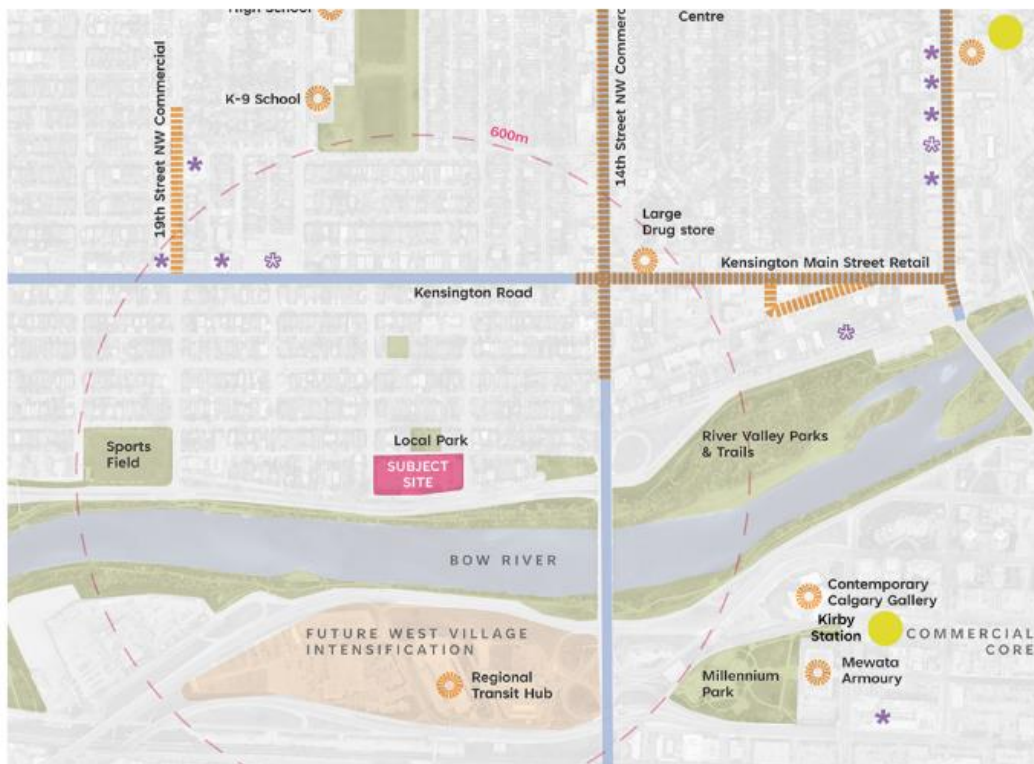 High School
Centre
19th Street NW Commercial
K-9 School
600m
14th Street NW Commerc
Large
Drug store
Kensington Main Street Retail
Kensington Road
Sports
Field
Local Park
SUBJECT
SITE
River Valley Parks
& Trails
BOW RIVER
Contemporary
Calgary Gallery
Kirby
Station
COMMERCIAL
CORE
FUTURE WEST VILLAGE
INTENSIFICATION
Regional
Transit Hub
Millennium
Park
Mewata
Armoury